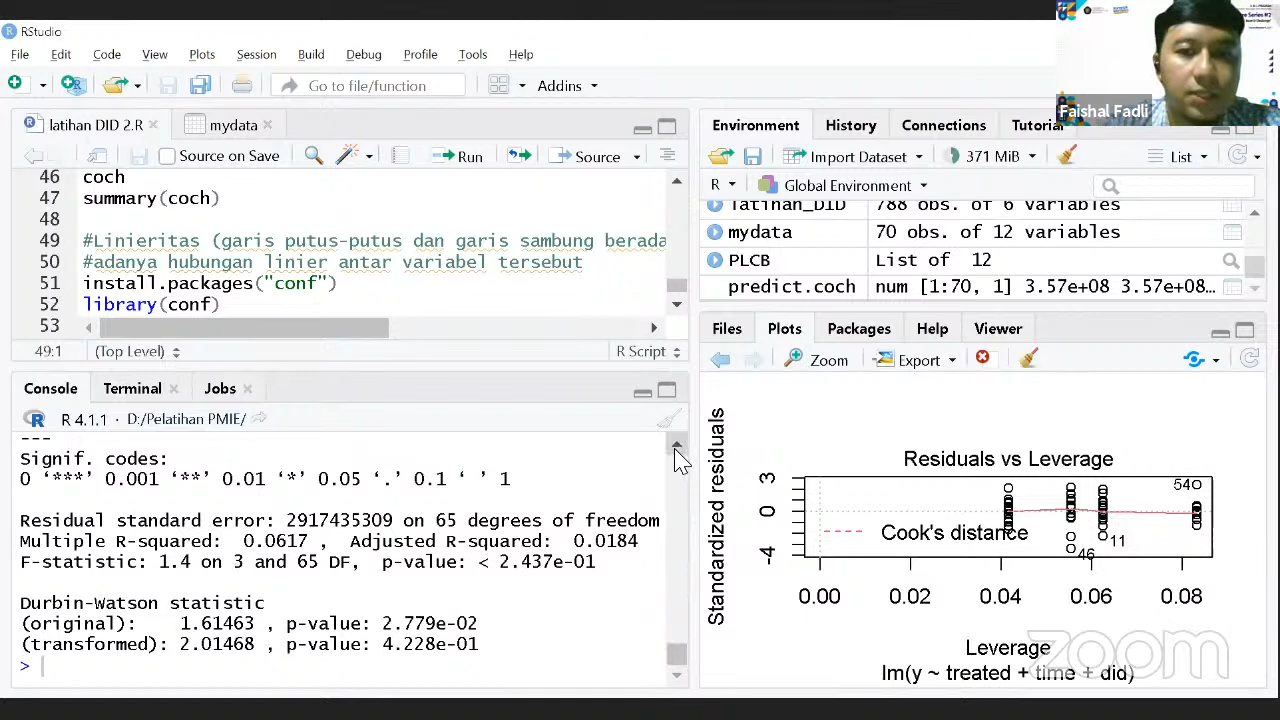 RStudio
File Edit Code View Plots Session Build Debug Profile Tools Help
Go to file/function
Addins
latihan DID 2.R
mydata
Source on Save
Run
Source
46 coch
47 summary(coch)
48
49 #Linieritas (garis putus-putus dan garis sambung berada
50 #adanya hubungan linier antar variabel tersebut
51 install.packages("conf")
52 library(conf)
53
49:1 (Top Level) R Script
Console Terminal Jobs
R 4.1.1 · D:/Pelatihan PMIE/
---
Signif. codes:
0 ‘***’ 0.001 ‘**’ 0.01 ‘*’ 0.05 ‘.’ 0.1 ‘ ’ 1
Residual standard error: 2917435309 on 65 degrees of freedom
Multiple R-squared: 0.0617 , Adjusted R-squared: 0.0184
F-statistic: 1.4 on 3 and 65 DF, p-value: < 2.437e-01
Durbin-Watson statistic
(original): 1.61463 , p-value: 2.779e-02
(transformed): 2.01468 , p-value: 4.228e-01
>
Faishal Fadli
Environment History Connections Tutorial
Import Dataset 371 MiB List
R Global Environment
latihan_DID 788 obs. of 6 variables
mydata 70 obs. of 12 variables
PLCB List of 12
predict.coch num [1:70, 1] 3.57e+08 3.57e+08...
Files Plots Packages Help Viewer
Zoom Export
Residuals vs Leverage
Standardized residuals
3
0
-4
54
Cook's distance
46
11
0.00 0.02 0.04 0.06 0.08
Leverage
lm(y ~ treated + time + did)
zoom